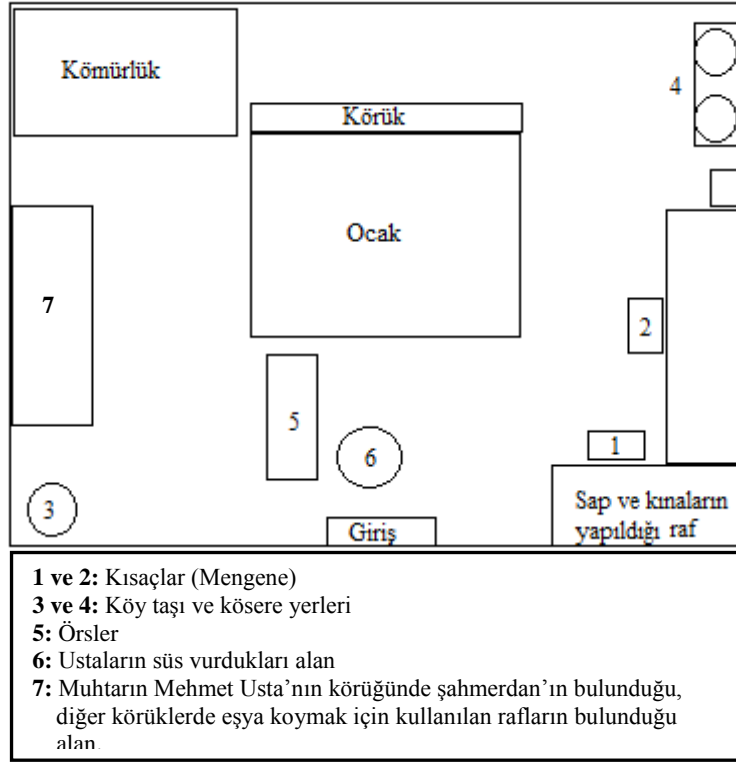 Kömürlük
4
Körük
Ocak
7
2
5
6
1
3
Sap ve kınaların
yapıldığı raf
Giriş
1 ve 2: Kısaçlar (Mengene)
3 ve 4: Köy taşı ve kösere yerleri
5: Örsler
6: Ustaların süs vurdukları alan
7: Muhtarın Mehmet Usta’nın körüğünde şahmerdan’ın bulunduğu,
diğer körüklerde eşya koymak için kullanılan rafların bulunduğu
alan.